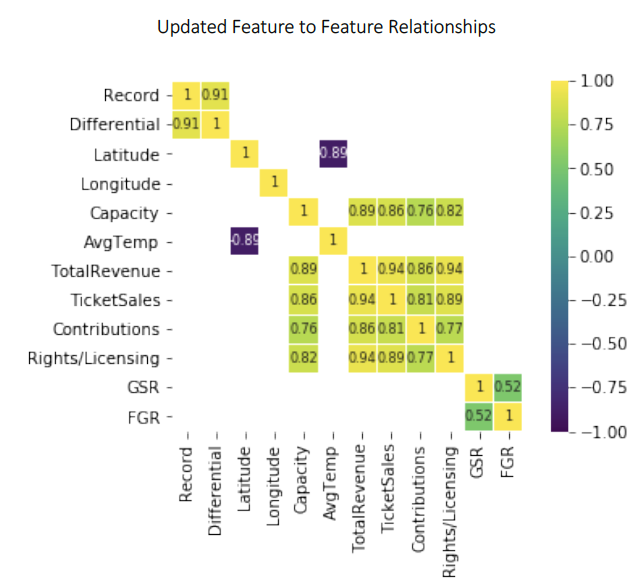 Updated Feature to Feature Relationships
Record 1 0.91
Differential 0.91 1
Latitude 1 -0.89
Longitude 1
Capacity 1 0.89 0.86 0.76 0.82
AvgTemp -0.89 1
TotalRevenue 0.89 1 0.94 0.86 0.94
TicketSales 0.86 0.94 1 0.81 0.89
Contributions 0.76 0.86 0.81 1 0.77
Rights/Licensing 0.82 0.94 0.89 0.77 1
GSR 1 0.52
FGR 0.52 1
Record
Differential
Latitude
Longitude
Capacity
AvgTemp
TotalRevenue
TicketSales
Contributions
Rights/Licensing
GSR
FGR
1.00
0.75
0.50
0.25
0.00
−0.25
−0.50
−0.75
−1.00